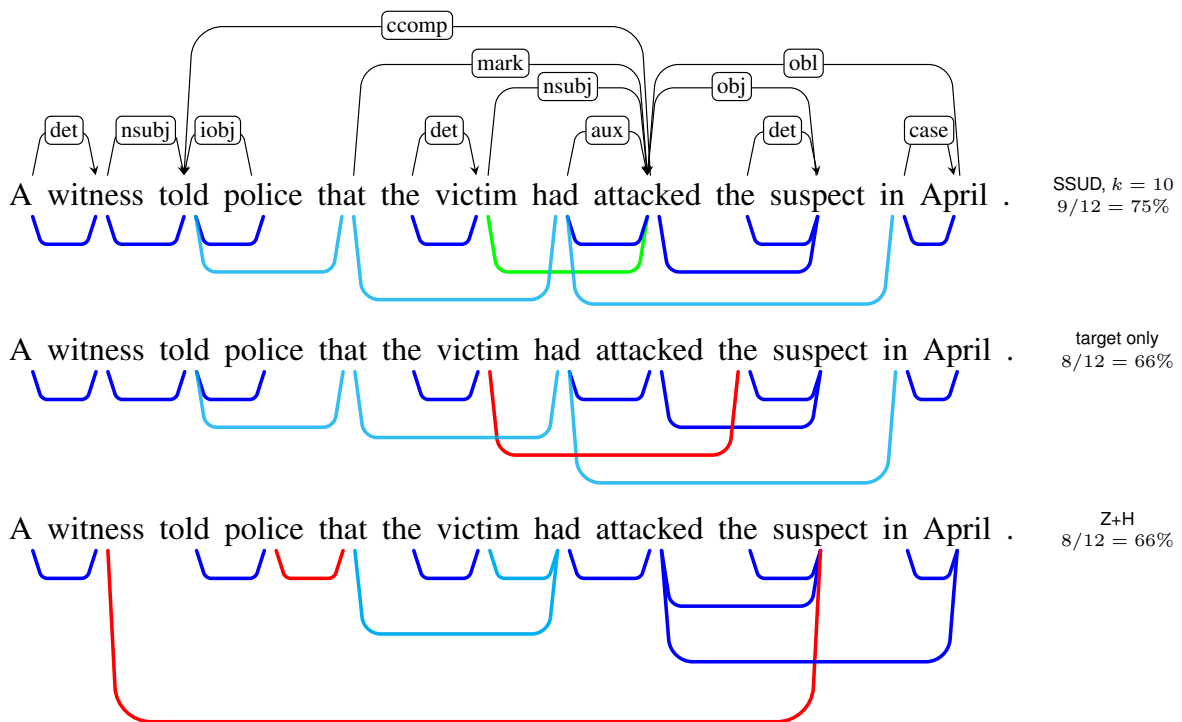 ccomp
mark obl
nsubj obj
det nsubj iobj det aux det case
A witness told police that the victim had attacked the suspect in April .
SSUD, k = 10
9/12 = 75%
A witness told police that the victim had attacked the suspect in April .
target only
8/12 = 66%
A witness told police that the victim had attacked the suspect in April .
Z+H
8/12 = 66%